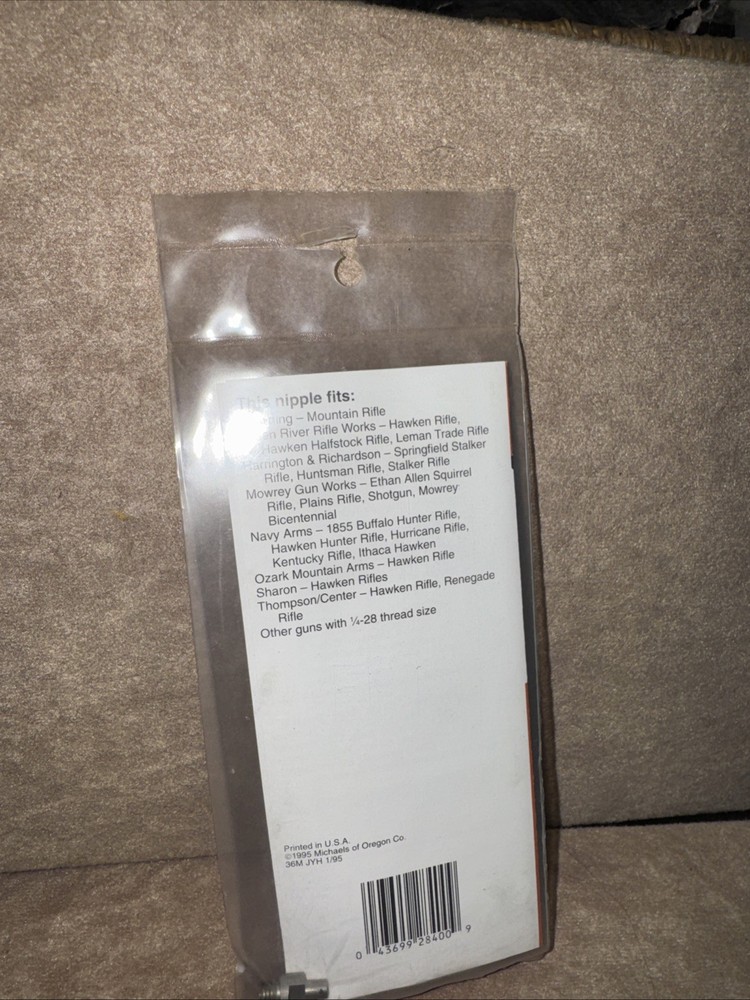 This nipple fits:
– Mountain Rifle
River Rifle Works – Hawken Rifle,
Hawken Halfstock Rifle, Leman Trade Rifle
Harrington & Richardson – Springfield Stalker
Rifle, Huntsman Rifle, Stalker Rifle
Mowrey Gun Works – Ethan Allen Squirrel
Rifle, Plains Rifle, Shotgun, Mowrey
Bicentennial
Navy Arms – 1855 Buffalo Hunter Rifle,
Hawken Hunter Rifle, Hurricane Rifle,
Kentucky Rifle, Ithaca Hawken
Ozark Mountain Arms – Hawken Rifle
Sharon – Hawken Rifles
Thompson/Center – Hawken Rifle, Renegade
Rifle
Other guns with ¼-28 thread size
Printed in U.S.A.
©1995 Michaels of Oregon Co.
36M JYH 1/95
0 43699 28400 9